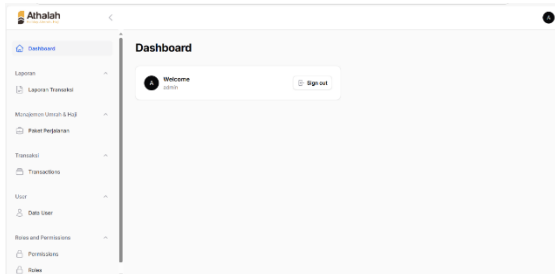 Athalah
Dashboard
Laporan
Laporan Transaksi
Manajemen Umrah & Haji
Paket Perjalanan
Transaksi
Transactions
User
Data User
Roles and Permissions
Permissions
Roles
Dashboard
A
Welcome
admin
Sign out
A